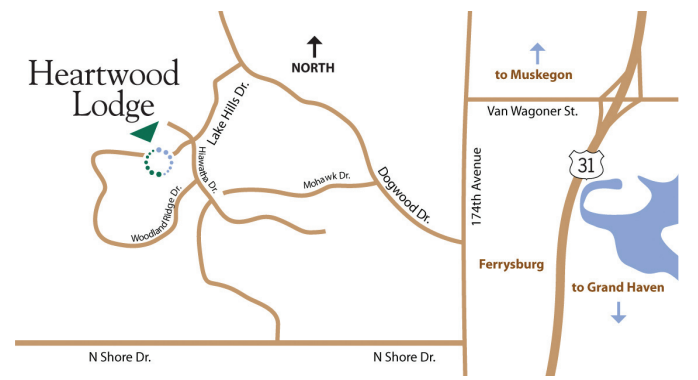 Heartwood
Lodge
NORTH
to Muskegon
Van Wagoner St.
31
Lake Hills Dr.
Hiawatha Dr.
Mohawk Dr.
Dogwood Dr.
174th Avenue
Woodland Ridge Dr.
Ferrysburg
to Grand Haven
N Shore Dr.
N Shore Dr.